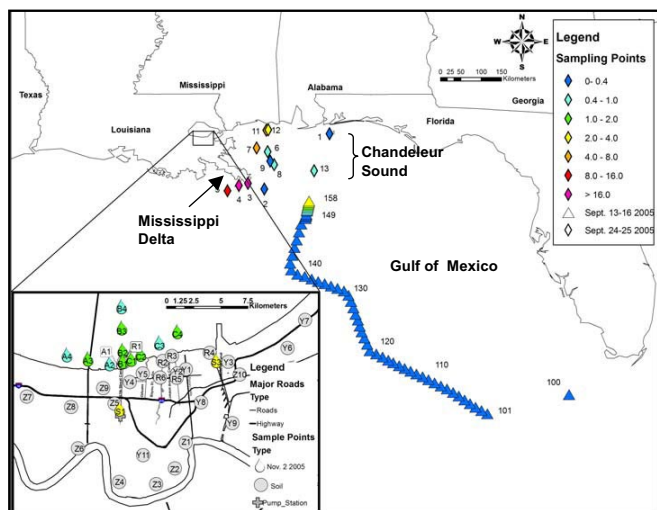 N
W E
S
0 25 50 100 150
Kilometers
Legend
Sampling Points
0- 0.4
0.4 - 1.0
1.0 - 2.0
2.0 - 4.0
4.0 - 8.0
8.0 - 16.0
> 16.0
Sept. 13-16 2005
Sept. 24-25 2005
Texas
Mississippi
Alabama
Georgia
Louisiana
Florida
11 12
1
7 6
9
8
13
Chandeleur
Sound
4 3 2
158
149
Mississippi
Delta
140
Gulf of Mexico
130
120
110
100
101
0 1.25 2.5 5 7.5
Kilometers
B4
B3 C4
A4 A3 A1 A2 B2 R1 C3
R3 R4 Y3 Y6 Y7
R2 Y1
Z9 Y4 Y5 R6 R5 Z10
Z7 Z8 Z5 S1 Y8
Y9
Z6 Y11 Z1
Z2
Z4 Z3
Legend
Major Roads
Type
Roads
Highway
Sample Points
Type
Nov. 2 2005
Soil
Pump_Station